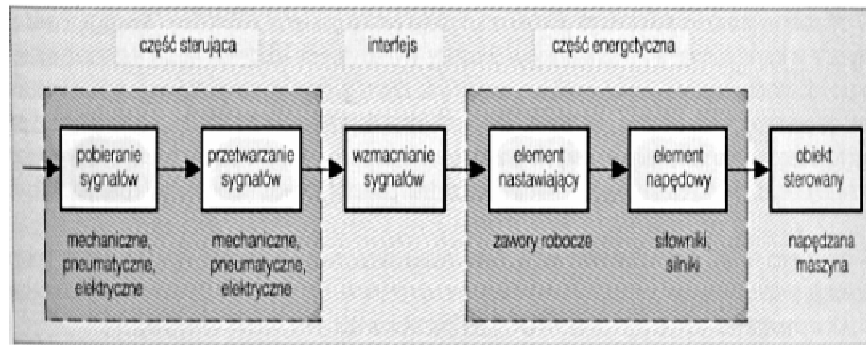 część sterująca
interfejs
część energetyczna
pobieranie
sygnałów
przetwarzanie
sygnałów
wzmacnianie
sygnałów
element
nastawiający
element
napędowy
obiekt
sterowany
mechaniczne,
pneumatyczne,
elektryczne
mechaniczne,
pneumatyczne,
elektryczne
zawory robocze
siłowniki,
silniki
napędzana
maszyna